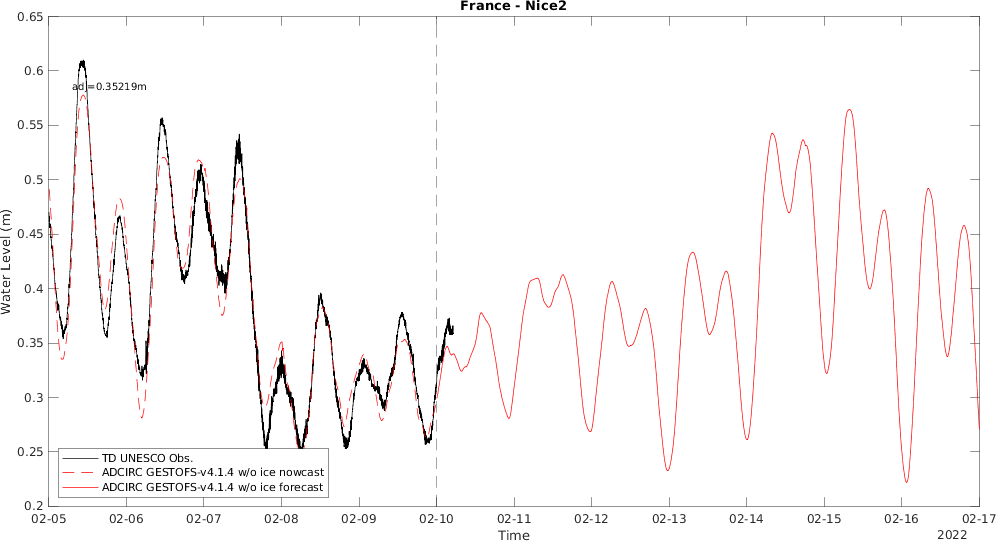 France - Nice2
0.65
0.6
0.55
0.5
0.45
0.4
0.35
0.3
0.25
0.2
Water Level (m)
adj=0.35219m
TD UNESCO Obs.
ADCIRC GESTOFS-v4.1.4 w/o ice nowcast
ADCIRC GESTOFS-v4.1.4 w/o ice forecast
02-05 02-06 02-07 02-08 02-09 02-10 02-11 02-12 02-13 02-14 02-15 02-16 02-17
Time
2022